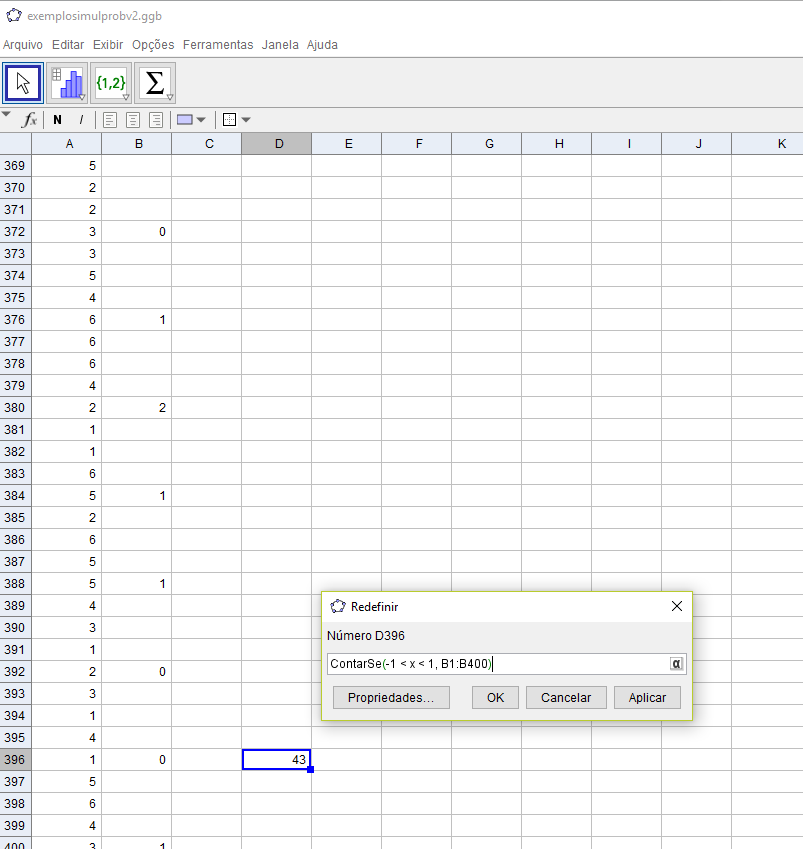 exemplosimulprobv2.ggb
Arquivo Editar Exibir Opções Ferramentas Janela Ajuda
{1,2} Σ
fx N I
A B C D E F G H I J K
369 5
370 2
371 2
372 3 0
373 3
374 5
375 4
376 6 1
377 6
378 6
379 4
380 2 2
381 1
382 1
383 6
384 5 1
385 2
386 6
387 5
388 5 1
389 4
390 3
391 1
392 2 0
393 3
394 1
395 4
396 1 0 43
397 5
398 6
399 4
400 3 1
Redefinir
Número D396
ContarSe(-1 < x < 1, B1:B400) α
Propriedades... OK Cancelar Aplicar